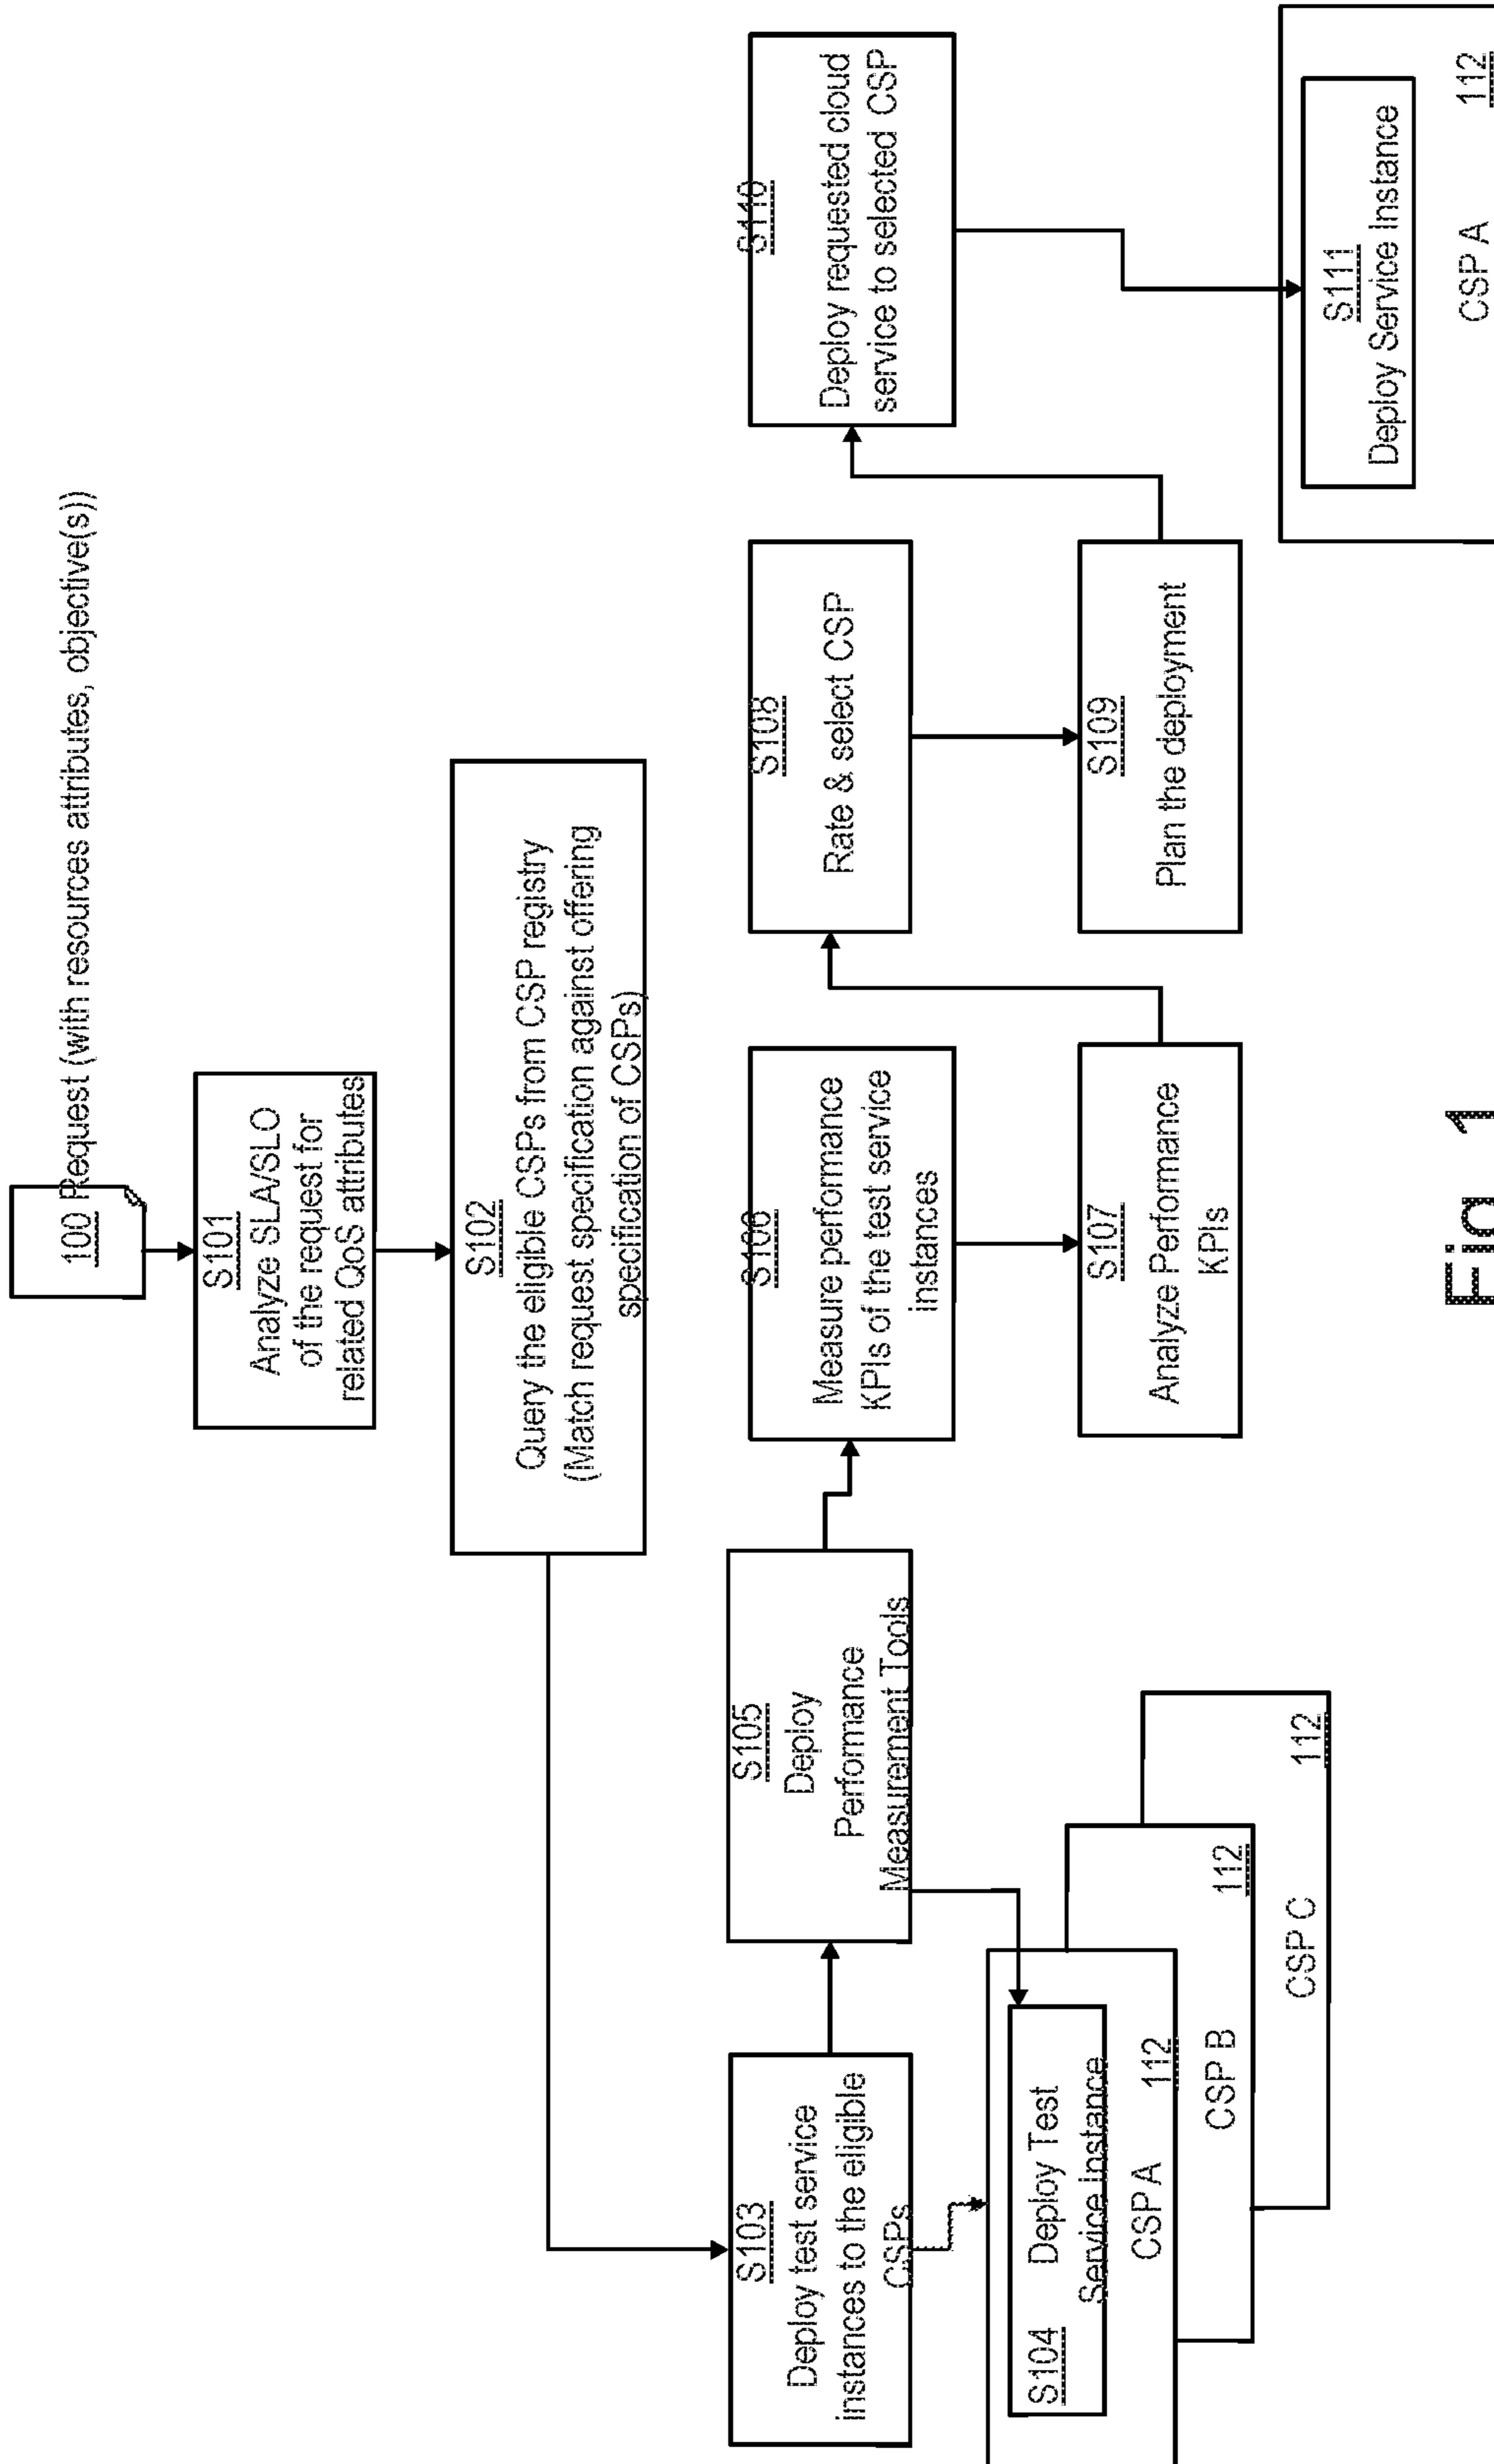 100 Request (with resources attributes, objective(s))
S101
Analyze SLA/SLO
of the request for
related QoS attributes
S102
Query the eligible CSPs from CSP registry
(Match request specification against offering
specification of CSPs)
S103
Deploy test service
instances to the eligible
CSPs
S104 Deploy Test
Service Instance
CSP A 112
CSP B 112
CSP C 112
S105
Deploy
Performance
Measurement Tools
S106
Measure performance
KPIs of the test service
instances
S107
Analyze Performance
KPIs
S108
Rate & select CSP
S109
Plan the deployment
S110
Deploy requested cloud
service to selected CSP
S111
Deploy Service Instance
CSP A 112
Fig 1